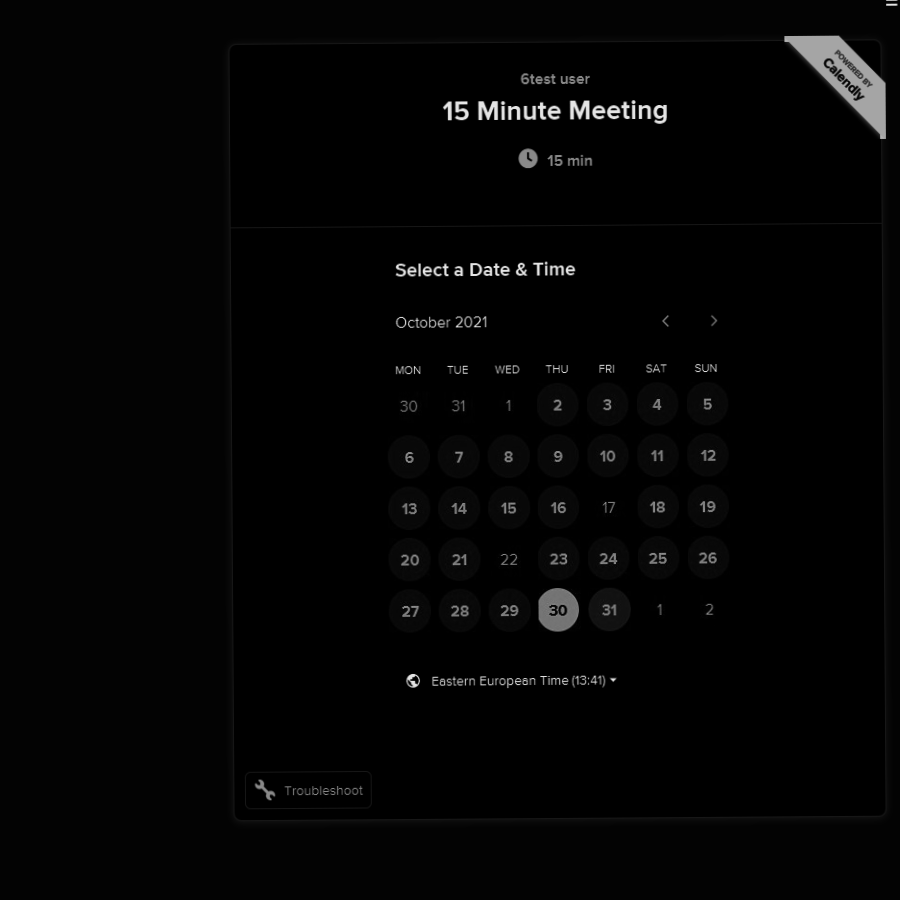 POWERED BY
Calendly
6test user
15 Minute Meeting
15 min
Select a Date & Time
October 2021
MON TUE WED THU FRI SAT SUN
30 31 1 2 3 4 5
6 7 8 9 10 11 12
13 14 15 16 17 18 19
20 21 22 23 24 25 26
27 28 29 30 31 1 2
Eastern European Time (13:41)
Troubleshoot